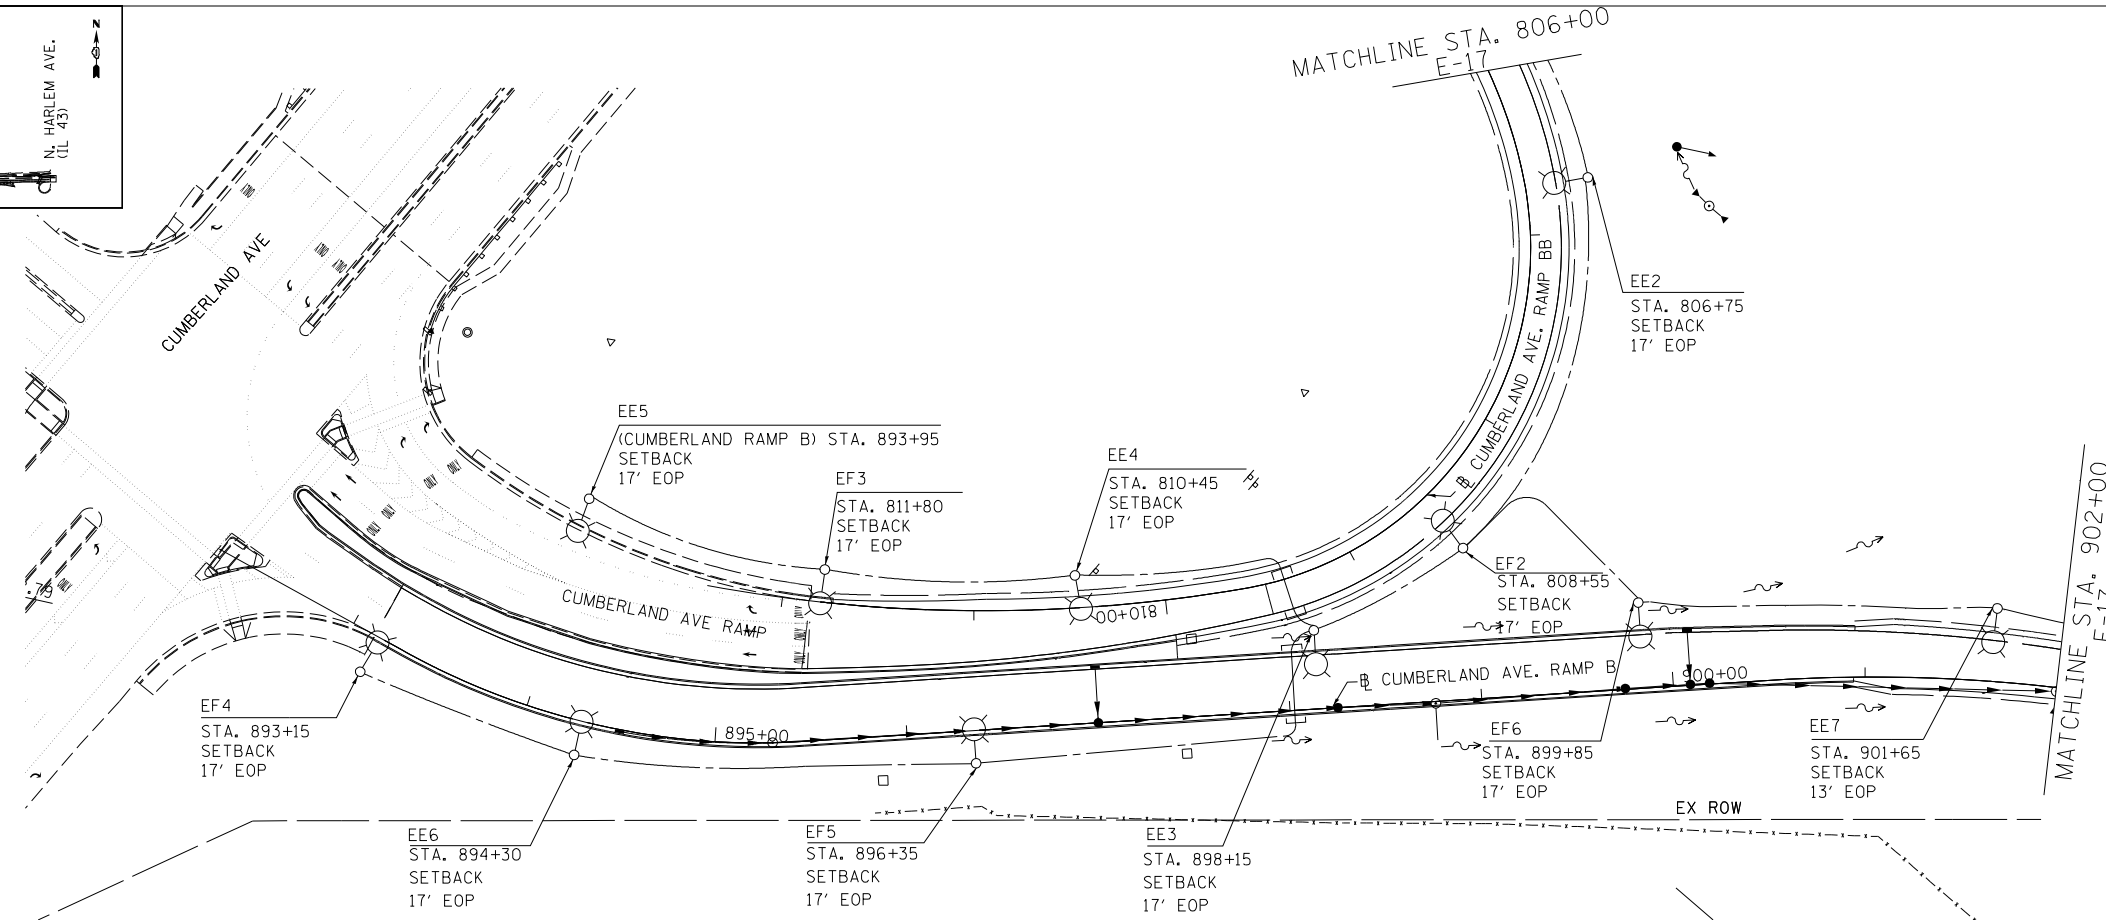 N. HARLEM AVE.
(IL 43)
MATCHLINE STA. 806+00
E-17
CUMBERLAND AVE
EE2
STA. 806+75
SETBACK
17' EOP
℄ CUMBERLAND AVE. RAMP BB
EE5
(CUMBERLAND RAMP B) STA. 893+95
SETBACK
17' EOP
EF3
STA. 811+80
SETBACK
17' EOP
EE4
STA. 810+45
SETBACK
17' EOP
EF2
STA. 808+55
SETBACK
17' EOP
CUMBERLAND AVE RAMP
810+00
ONLY
ONLY
ONLY
℄ CUMBERLAND AVE. RAMP B
900+00
895+00
MATCHLINE STA. 902+00
E-17
EF4
STA. 893+15
SETBACK
17' EOP
EF6
STA. 899+85
SETBACK
17' EOP
EE7
STA. 901+65
SETBACK
13' EOP
EX ROW
EE6
STA. 894+30
SETBACK
17' EOP
EF5
STA. 896+35
SETBACK
17' EOP
EE3
STA. 898+15
SETBACK
17' EOP